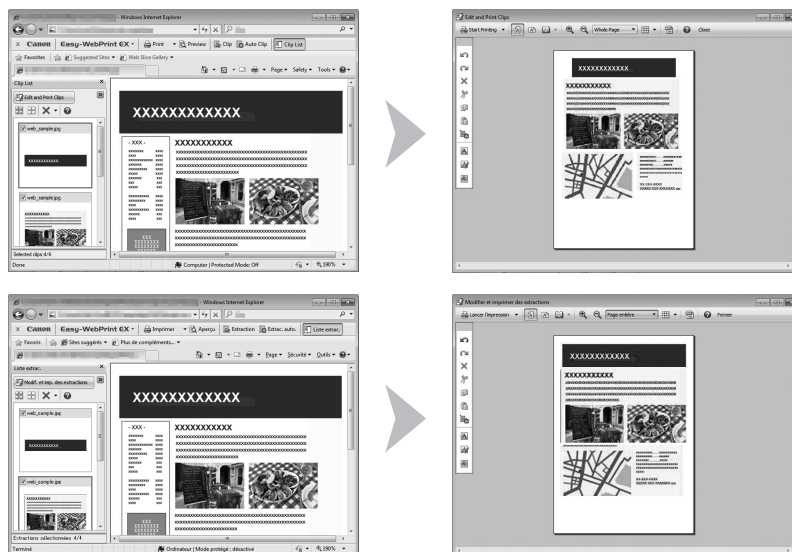 - Windows Internet Explorer
x Canon Easy-WebPrint EX Print Preview Clip Auto Clip Clip List
Favorites Suggested Sites Web Slice Gallery
Page Safety Tools
Clip List x
Edit and Print Clips
web_sample.jpg
XXXXXXXXXXXX
web_sample.jpg
XXXXXXXXXXX
Selected clips 4/4
Done
XXXXXXXXXXXXX
- XXX -
XXXXXXXXXXX
Computer | Protected Mode: Off 190%
Edit and Print Clips
Start Printing Whole Page Close
XXXXXXXXXXXX
XXXXXXXXXXX
- Windows Internet Explorer
x Canon Easy-WebPrint EX Imprimer Aperçu Extraction Extrac. auto. Liste extrac.
Favoris Sites suggérés Plus de compléments...
Page Sécurité Outils
Liste extrac. x
Modif. et imp. des extractions
web_sample.jpg
XXXXXXXXXXXX
web_sample.jpg
XXXXXXXXXXX
Extractions sélectionnées 4/4
Terminé
XXXXXXXXXXXXX
- XXX -
XXXXXXXXXXX
Ordinateur | Mode protégé : désactivé 190%
Modifier et imprimer des extractions
Lancer l'impression Page entière Fermer
XXXXXXXXXXXX
XXXXXXXXXXX